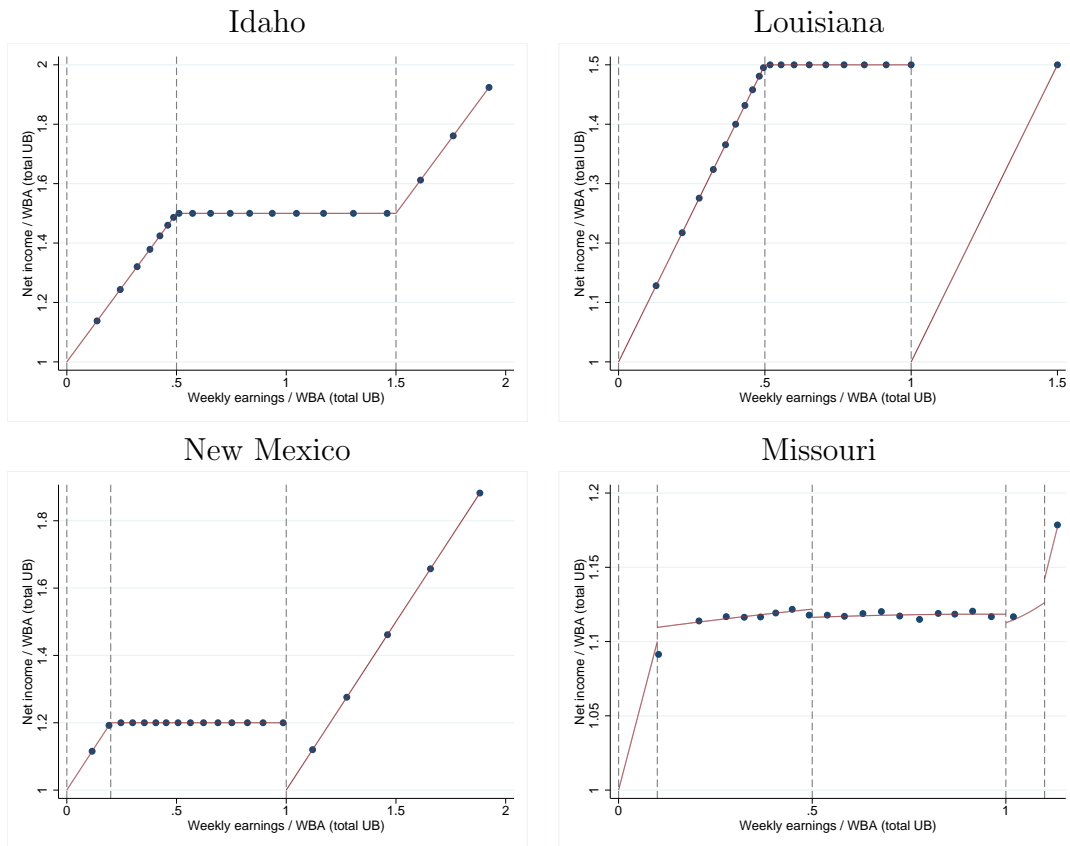 Idaho
Net income / WBA (total UB)
2
1.8
1.6
1.4
1.2
1
0 .5 1 1.5 2
Weekly earnings / WBA (total UB)
Louisiana
Net income / WBA (total UB)
1.5
1.4
1.3
1.2
1.1
1
0 .5 1 1.5
Weekly earnings / WBA (total UB)
New Mexico
Net income / WBA (total UB)
1.8
1.6
1.4
1.2
1
0 .5 1 1.5 2
Weekly earnings / WBA (total UB)
Missouri
Net income / WBA (total UB)
1.2
1.15
1.1
1.05
1
0 .5 1
Weekly earnings / WBA (total UB)